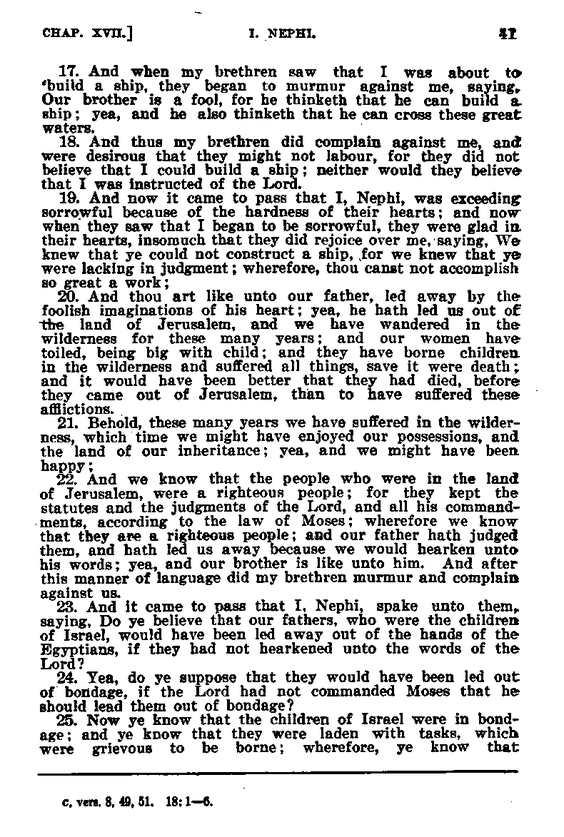 CHAP. XVII.] I. NEPHI. 41
17. And when my brethren saw that I was about to
cbuild a ship, they began to murmur against me, saying,
Our brother is a fool, for he thinketh that he can build a
ship; yea, and he also thinketh that he can cross these great
waters.
18. And thus my brethren did complain against me, and
were desirous that they might not labour, for they did not
believe that I could build a ship; neither would they believe
that I was instructed of the Lord.
19. And now it came to pass that I, Nephi, was exceeding
sorrowful because of the hardness of their hearts; and now
when they saw that I began to be sorrowful, they were glad in
their hearts, insomuch that they did rejoice over me, saying, We
knew that ye could not construct a ship, for we knew that ye
were lacking in judgment; wherefore, thou canst not accomplish
so great a work;
20. And thou art like unto our father, led away by the
foolish imaginations of his heart; yea, he hath led us out of
the land of Jerusalem, and we have wandered in the
wilderness for these many years; and our women have
toiled, being big with child; and they have borne children
in the wilderness and suffered all things, save it were death;
and it would have been better that they had died, before
they came out of Jerusalem, than to have suffered these
afflictions.
21. Behold, these many years we have suffered in the wilder-
ness, which time we might have enjoyed our possessions, and
the land of our inheritance; yea, and we might have been
happy;
22. And we know that the people who were in the land
of Jerusalem, were a righteous people; for they kept the
statutes and the judgments of the Lord, and all his command-
ments, according to the law of Moses; wherefore we know
that they are a righteous people; and our father hath judged
them, and hath led us away because we would hearken unto
his words; yea, and our brother is like unto him. And after
this manner of language did my brethren murmur and complain
against us.
23. And it came to pass that I, Nephi, spake unto them,
saying, Do ye believe that our fathers, who were the children
of Israel, would have been led away out of the hands of the
Egyptians, if they had not hearkened unto the words of the
Lord?
24. Yea, do ye suppose that they would have been led out
of bondage, if the Lord had not commanded Moses that he
should lead them out of bondage?
25. Now ye know that the children of Israel were in bond-
age; and ye know that they were laden with tasks, which
were grievous to be borne; wherefore, ye know that
c, vers. 8, 49, 51. 18: 1—6.